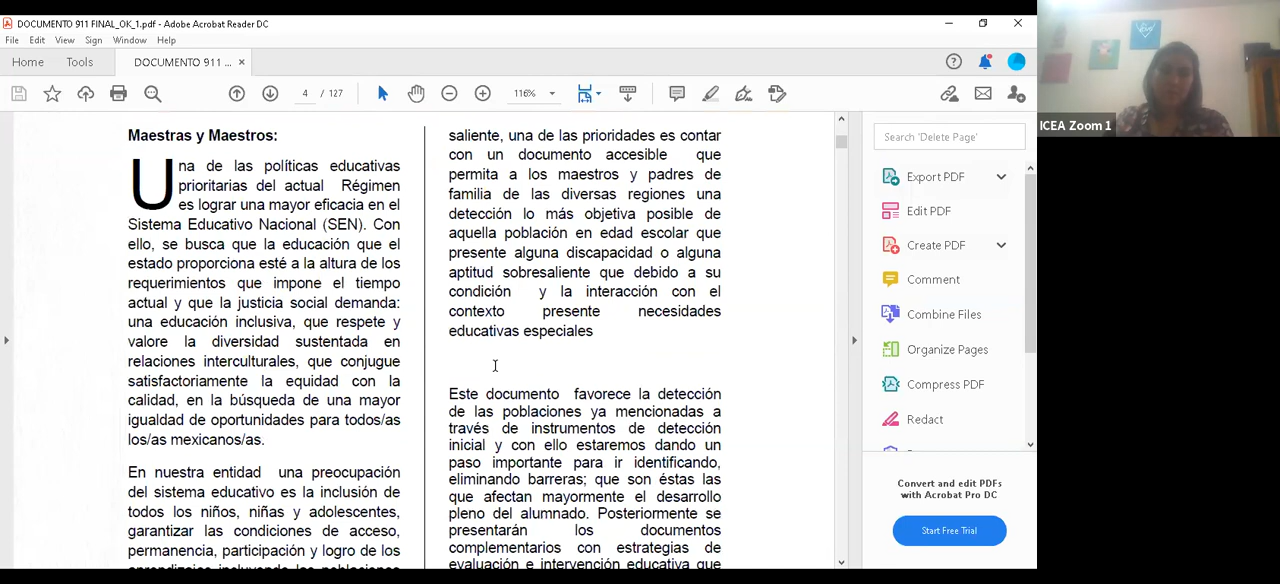 DOCUMENTO 911 FINAL_OK_1.pdf - Adobe Acrobat Reader DC
File Edit View Sign Window Help
Home Tools DOCUMENTO 911 ... ×
4 / 127 116%
Maestras y Maestros:
Una de las políticas educativas
prioritarias del actual Régimen
es lograr una mayor eficacia en el
Sistema Educativo Nacional (SEN). Con
ello, se busca que la educación que el
estado proporciona esté a la altura de los
requerimientos que impone el tiempo
actual y que la justicia social demanda:
una educación inclusiva, que respete y
valore la diversidad sustentada en
relaciones interculturales, que conjugue
satisfactoriamente la equidad con la
calidad, en la búsqueda de una mayor
igualdad de oportunidades para todos/as
los/as mexicanos/as.
En nuestra entidad una preocupación
del sistema educativo es la inclusión de
todos los niños, niñas y adolescentes,
garantizar las condiciones de acceso,
permanencia, participación y logro de los
aprendizajes incluyendo las poblaciones
saliente, una de las prioridades es contar
con un documento accesible que
permita a los maestros y padres de
familia de las diversas regiones una
detección lo más objetiva posible de
aquella población en edad escolar que
presente alguna discapacidad o alguna
aptitud sobresaliente que debido a su
condición y la interacción con el
contexto presente necesidades
educativas especiales
Este documento favorece la detección
de las poblaciones ya mencionadas a
través de instrumentos de detección
inicial y con ello estaremos dando un
paso importante para ir identificando,
eliminando barreras; que son éstas las
que afectan mayormente el desarrollo
pleno del alumnado. Posteriormente se
presentarán los documentos
complementarios con estrategias de
evaluación e intervención educativa que
Search 'Delete Page'
Export PDF
Edit PDF
Create PDF
Comment
Combine Files
Organize Pages
Compress PDF
Redact
Convert and edit PDFs
with Acrobat Pro DC
Start Free Trial
ICEA Zoom 1